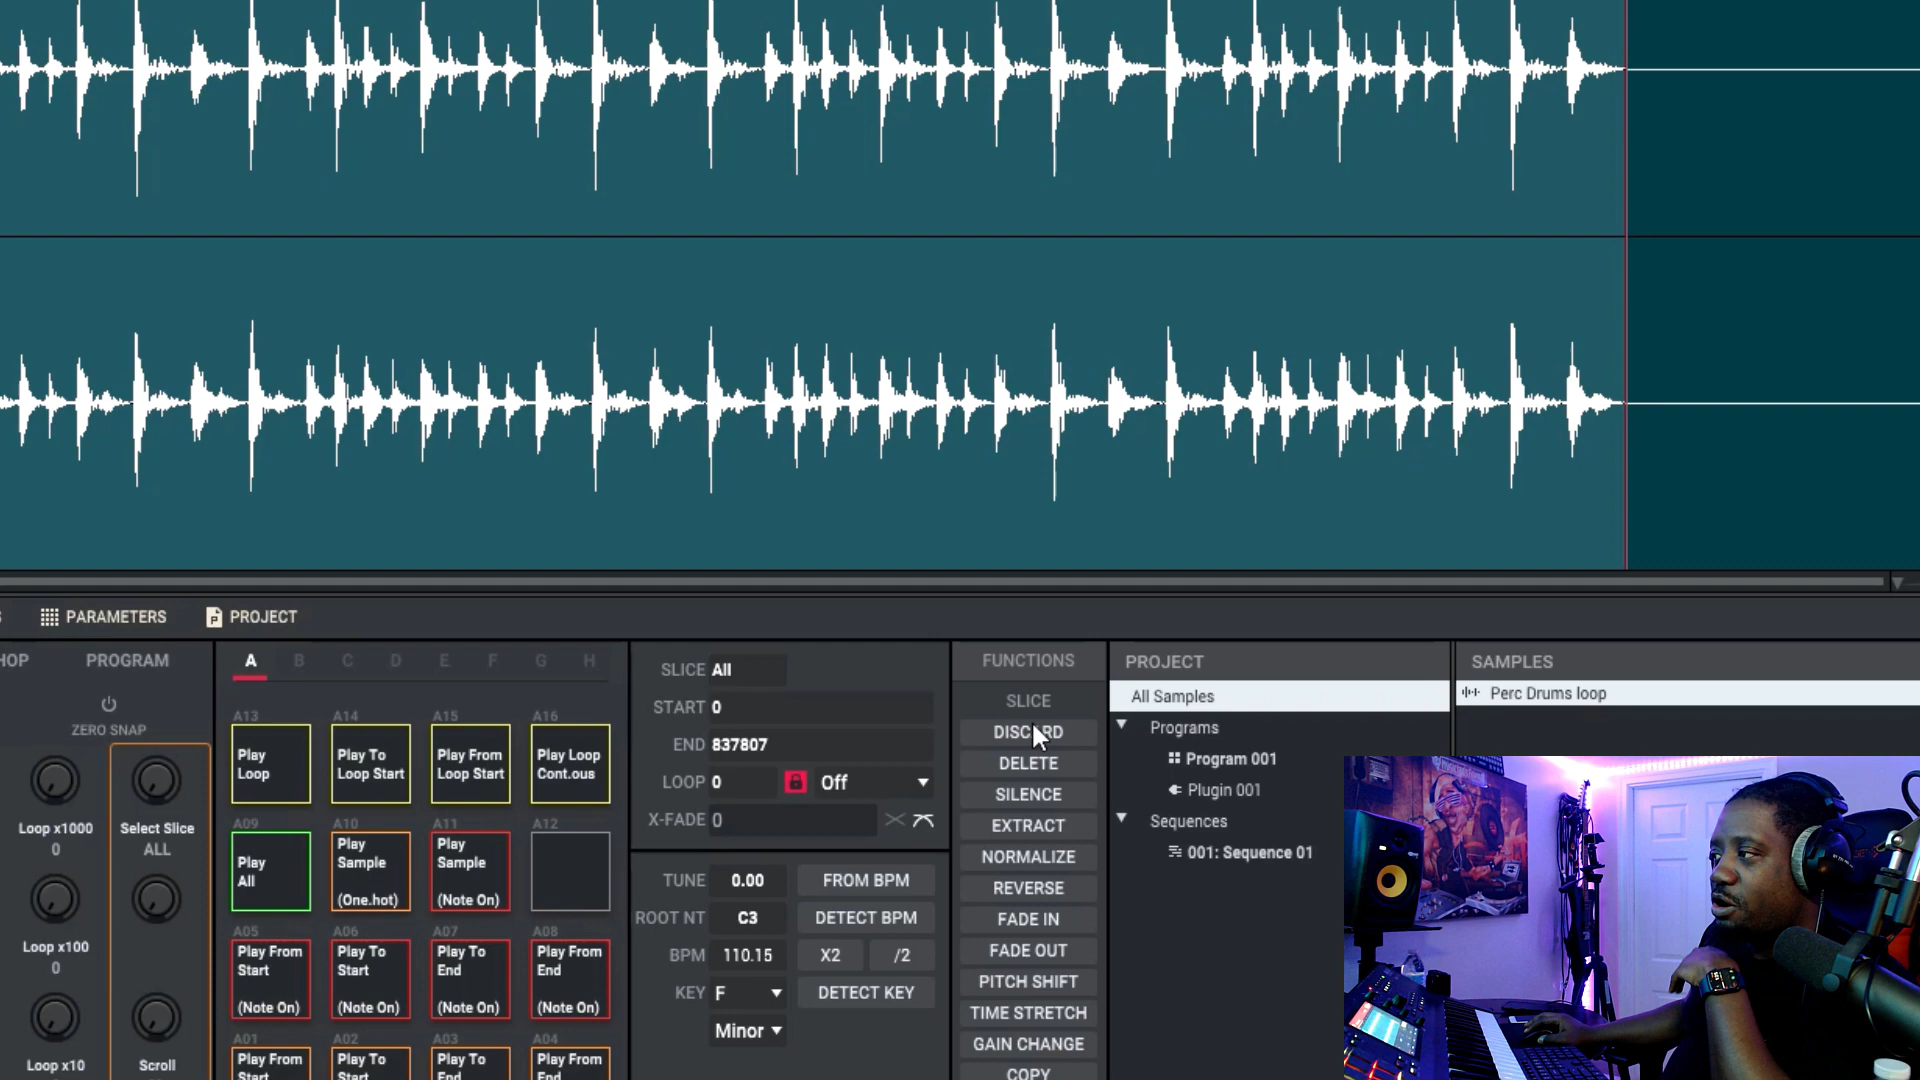 PARAMETERS
PROJECT
HOP
PROGRAM
ZERO SNAP
Loop x1000
0
Select Slice
ALL
Loop x100
0
Loop x10
Scroll
A B C D E F G H
A13 A14 A15 A16
Play Loop
Play To Loop Start
Play From Loop Start
Play Loop Cont.ous
A09 A10 A11 A12
Play All
Play Sample (One.hot)
Play Sample (Note On)
A05 A06 A07 A08
Play From Start (Note On)
Play To Start (Note On)
Play To End (Note On)
Play From End (Note On)
A01 A02 A03 A04
Play From Start
Play To Start
Play To End
Play From End
SLICE All
START 0
END 837807
LOOP 0 Off
X-FADE 0
TUNE 0.00 FROM BPM
ROOT NT C3 DETECT BPM
BPM 110.15 X2 /2
KEY F DETECT KEY
Minor
FUNCTIONS
SLICE
DISCARD
DELETE
SILENCE
EXTRACT
NORMALIZE
REVERSE
FADE IN
FADE OUT
PITCH SHIFT
TIME STRETCH
GAIN CHANGE
COPY
PROJECT
All Samples
Programs
Program 001
Plugin 001
Sequences
001: Sequence 01
SAMPLES
Perc Drums loop